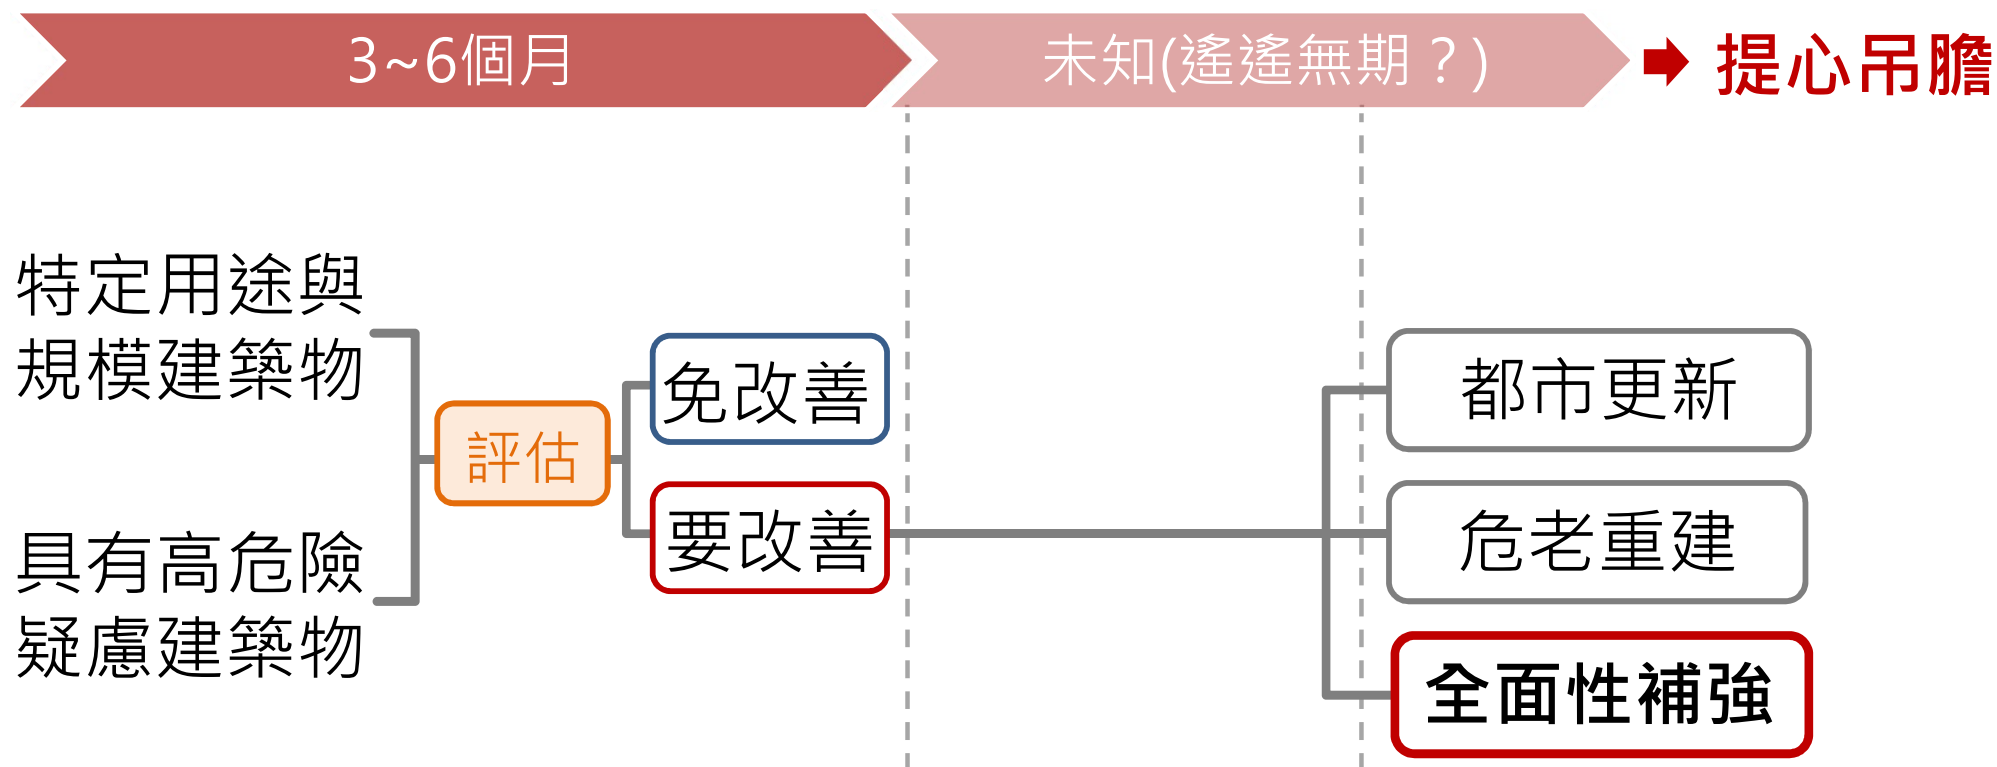 3~6個月
未知(遙遙無期？)
提心吊膽
特定用途與
規模建築物
具有高危險
疑慮建築物
評估
免改善
要改善
都市更新
危老重建
全面性補強